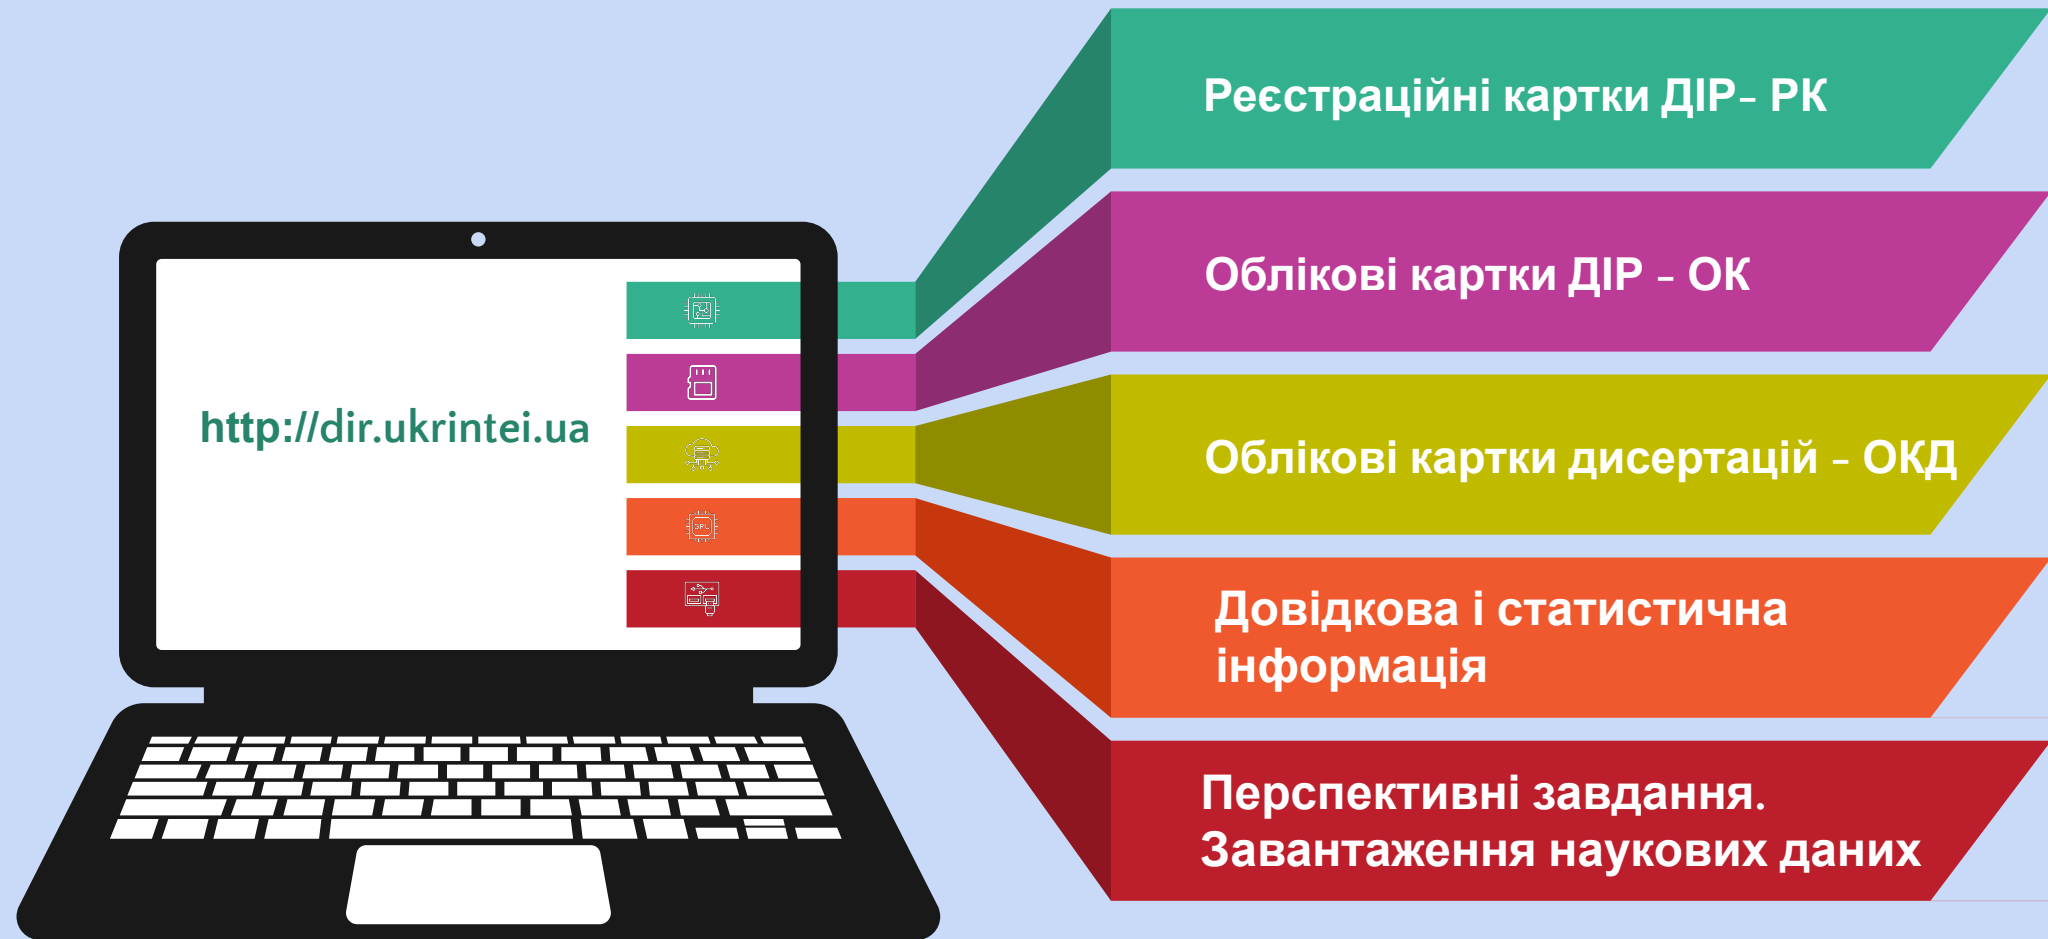 http://dir.ukrintei.ua
Реєстраційні картки ДІР– РК
Облікові картки ДІР – ОК
Облікові картки дисертацій – ОКД
Довідкова і статистична
інформація
Перспективні завдання.
Завантаження наукових даних